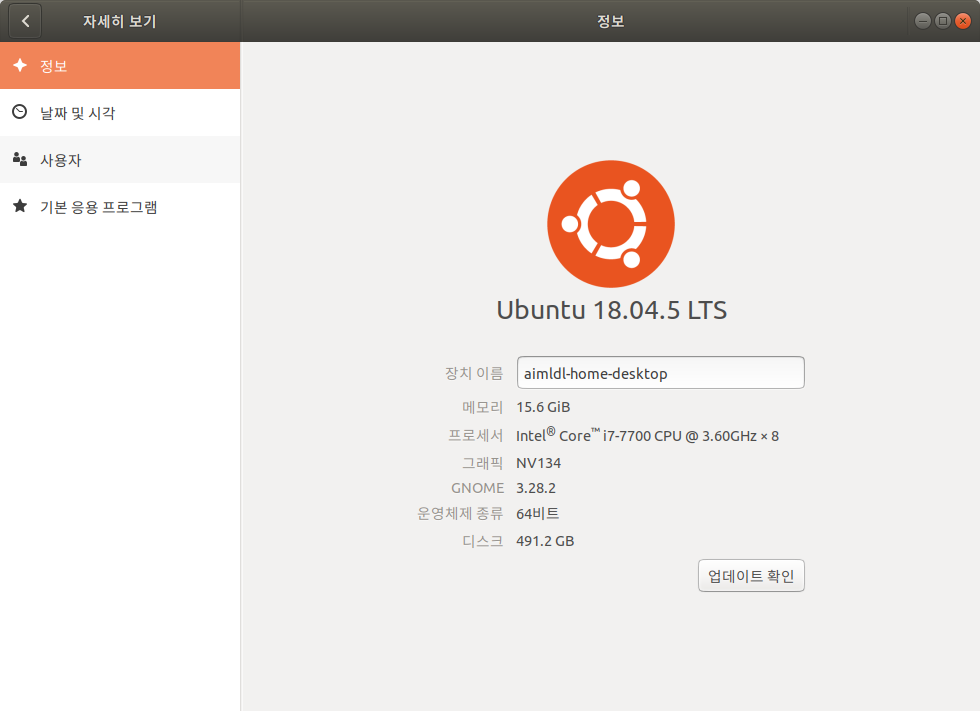 자세히 보기
정보
정보
날짜 및 시각
사용자
기본 응용 프로그램
Ubuntu 18.04.5 LTS
장치 이름 aimldl-home-desktop
메모리 15.6 GiB
프로세서 Intel® Core™ i7-7700 CPU @ 3.60GHz × 8
그래픽 NV134
GNOME 3.28.2
운영체제 종류 64비트
디스크 491.2 GB
업데이트 확인